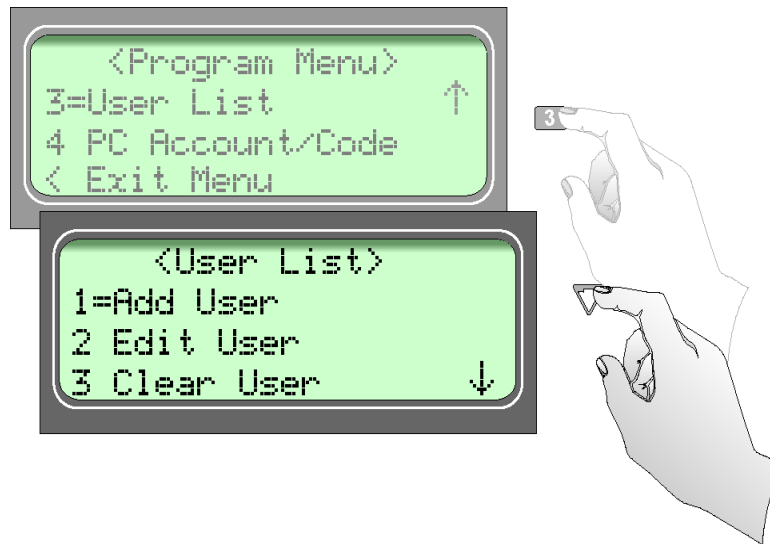 <Program Menu>
3=User List ↑
4 PC Account/Code
< Exit Menu
3
<User List>
1=Add User
2 Edit User
3 Clear User ↓